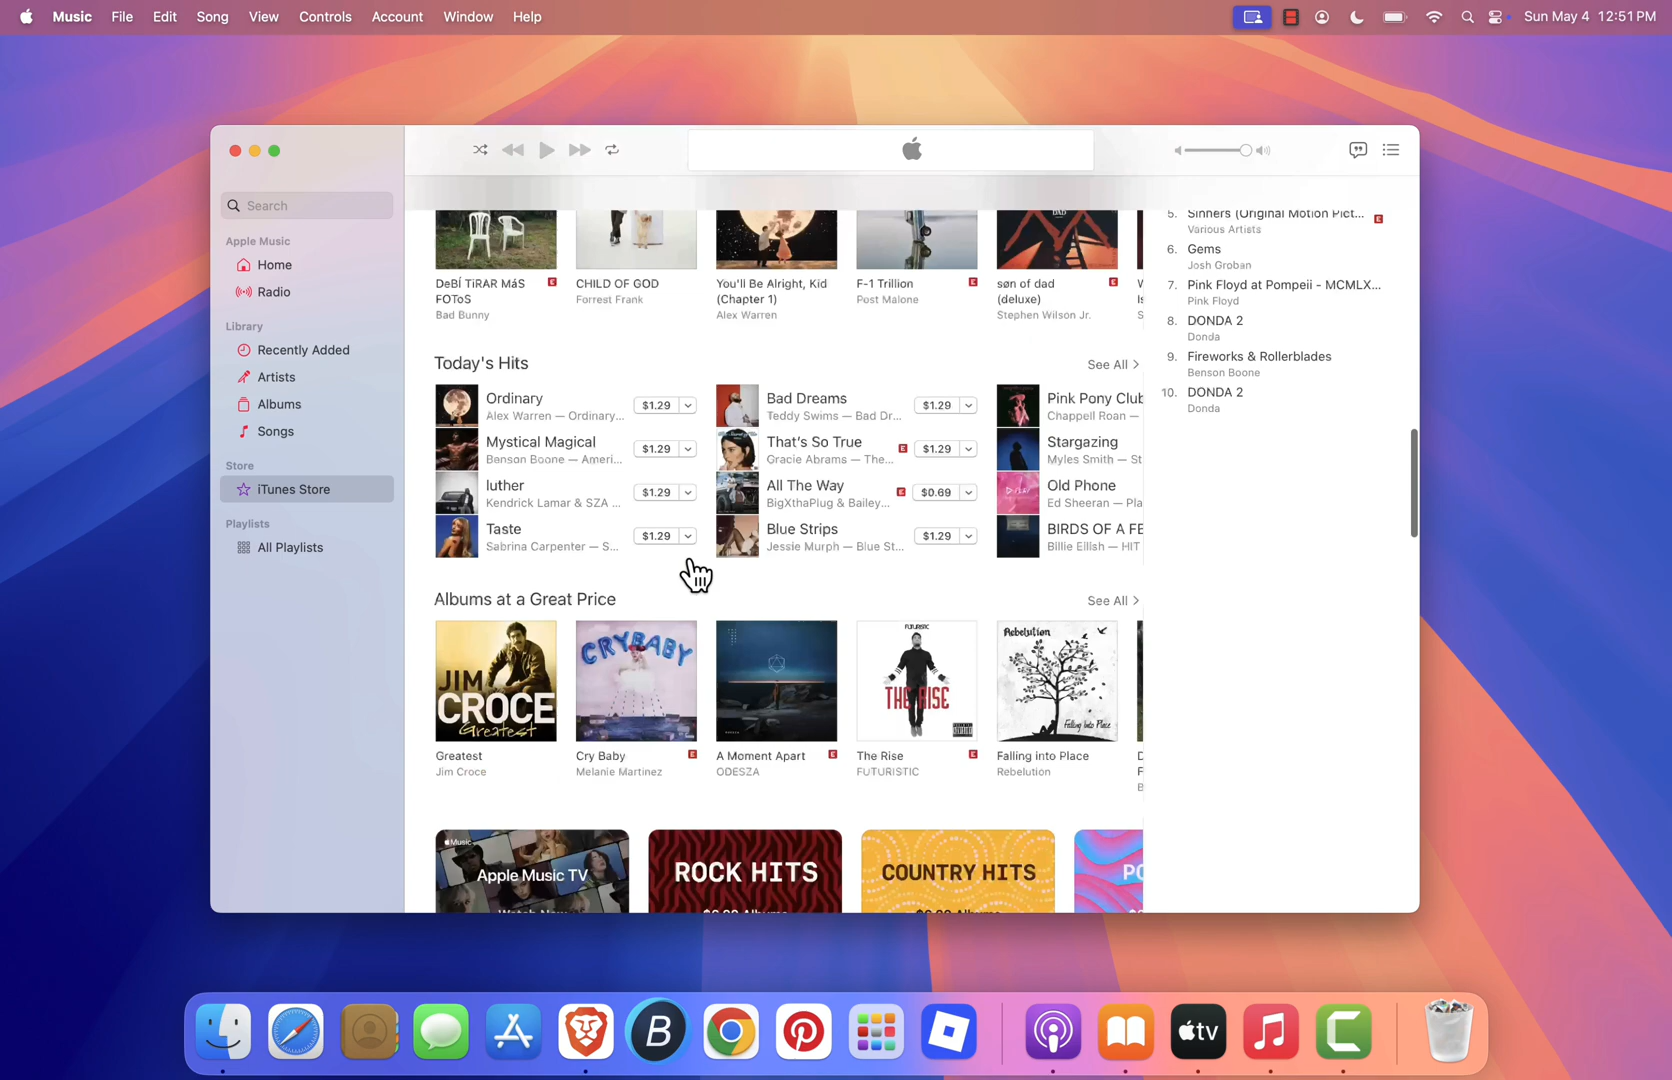 Music File Edit Song View Controls Account Window Help
Sun May 4 12:51 PM
Search
Apple Music
Home
Radio
Library
Recently Added
Artists
Albums
Songs
Store
iTunes Store
Playlists
All Playlists
DeBÍ TiRAR MáS FOToS
Bad Bunny
CHILD OF GOD
Forrest Frank
You'll Be Alright, Kid (Chapter 1)
Alex Warren
F-1 Trillion
Post Malone
søn of dad (deluxe)
Stephen Wilson Jr.
Today's Hits
See All >
Ordinary
Alex Warren — Ordinary...
$1.29
Mystical Magical
Benson Boone — Ameri...
$1.29
luther
Kendrick Lamar & SZA ...
$1.29
Taste
Sabrina Carpenter — S...
$1.29
Bad Dreams
Teddy Swims — Bad Dr...
$1.29
That's So True
Gracie Abrams — The...
$1.29
All The Way
BigXthaPlug & Bailey...
$0.69
Blue Strips
Jessie Murph — Blue St...
$1.29
Pink Pony Club
Chappell Roan —
Stargazing
Myles Smith — St
Old Phone
Ed Sheeran — Pla
BIRDS OF A FE
Billie Eilish — HIT
Albums at a Great Price
See All >
JIM CROCE
Greatest
CRYBABY
FUTURISTIC
THE RISE
Rebelution
Falling Into Place
Greatest
Jim Croce
Cry Baby
Melanie Martinez
A Moment Apart
ODESZA
The Rise
FUTURISTIC
Falling into Place
Rebelution
Music
Apple Music TV
ROCK HITS
COUNTRY HITS
5. Sinners (Original Motion Pict...
Various Artists
6. Gems
Josh Groban
7. Pink Floyd at Pompeii - MCMLX...
Pink Floyd
8. DONDA 2
Donda
9. Fireworks & Rollerblades
Benson Boone
10. DONDA 2
Donda
tv